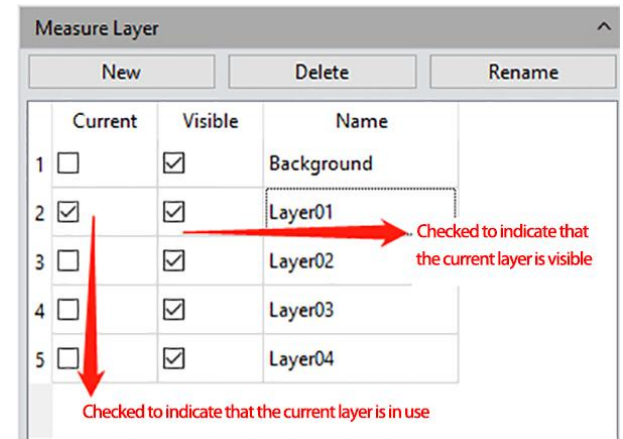 Measure Layer
New Delete Rename
Current Visible Name
1 Background
2 Layer01
Checked to indicate that
the current layer is visible
3 Layer02
4 Layer03
5 Layer04
Checked to indicate that the current layer is in use